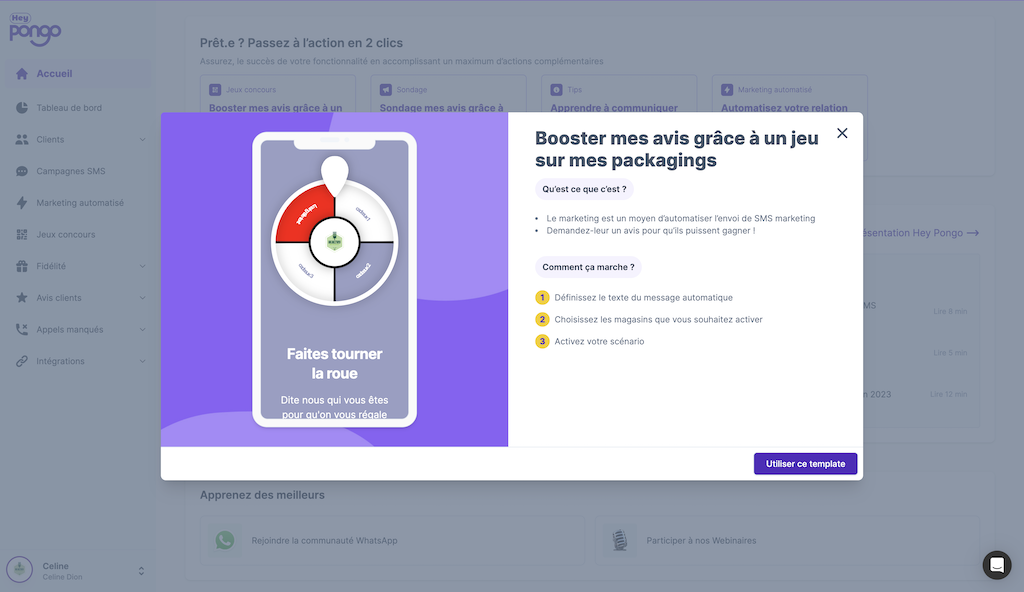 Hey
pongo
Accueil
Tableau de bord
Clients
Campagnes SMS
Marketing automatisé
Jeux concours
Fidélité
Avis clients
Appels manqués
Intégrations
Celine
Celine Dion
Prêt.e ? Passez à l'action en 2 clics
Assurez, le succès de votre fonctionnalité en accomplissant un maximum d'actions complémentaires
Jeux concours
Booster mes avis grâce à un
Sondage
Sondage mes avis grâce à
Tips
Apprendre à communiquer
Marketing automatisé
Automatisez votre relation
Faites tourner
la roue
Dite nous qui vous êtes
pour qu'on vous régale
Booster mes avis grâce à un jeu
sur mes packagings
Qu'est ce que c'est ?
• Le marketing est un moyen d'automatiser l'envoi de SMS marketing
• Demandez-leur un avis pour qu'ils puissent gagner !
Comment ça marche ?
1 Définissez le texte du message automatique
2 Choisissez les magasins que vous souhaitez activer
3 Activez votre scénario
Utiliser ce template
ésentation Hey Pongo →
MS
Lire 8 min
Lire 5 min
n 2023
Lire 12 min
Apprenez des meilleurs
Rejoindre la communauté WhatsApp
Participer à nos Webinaires